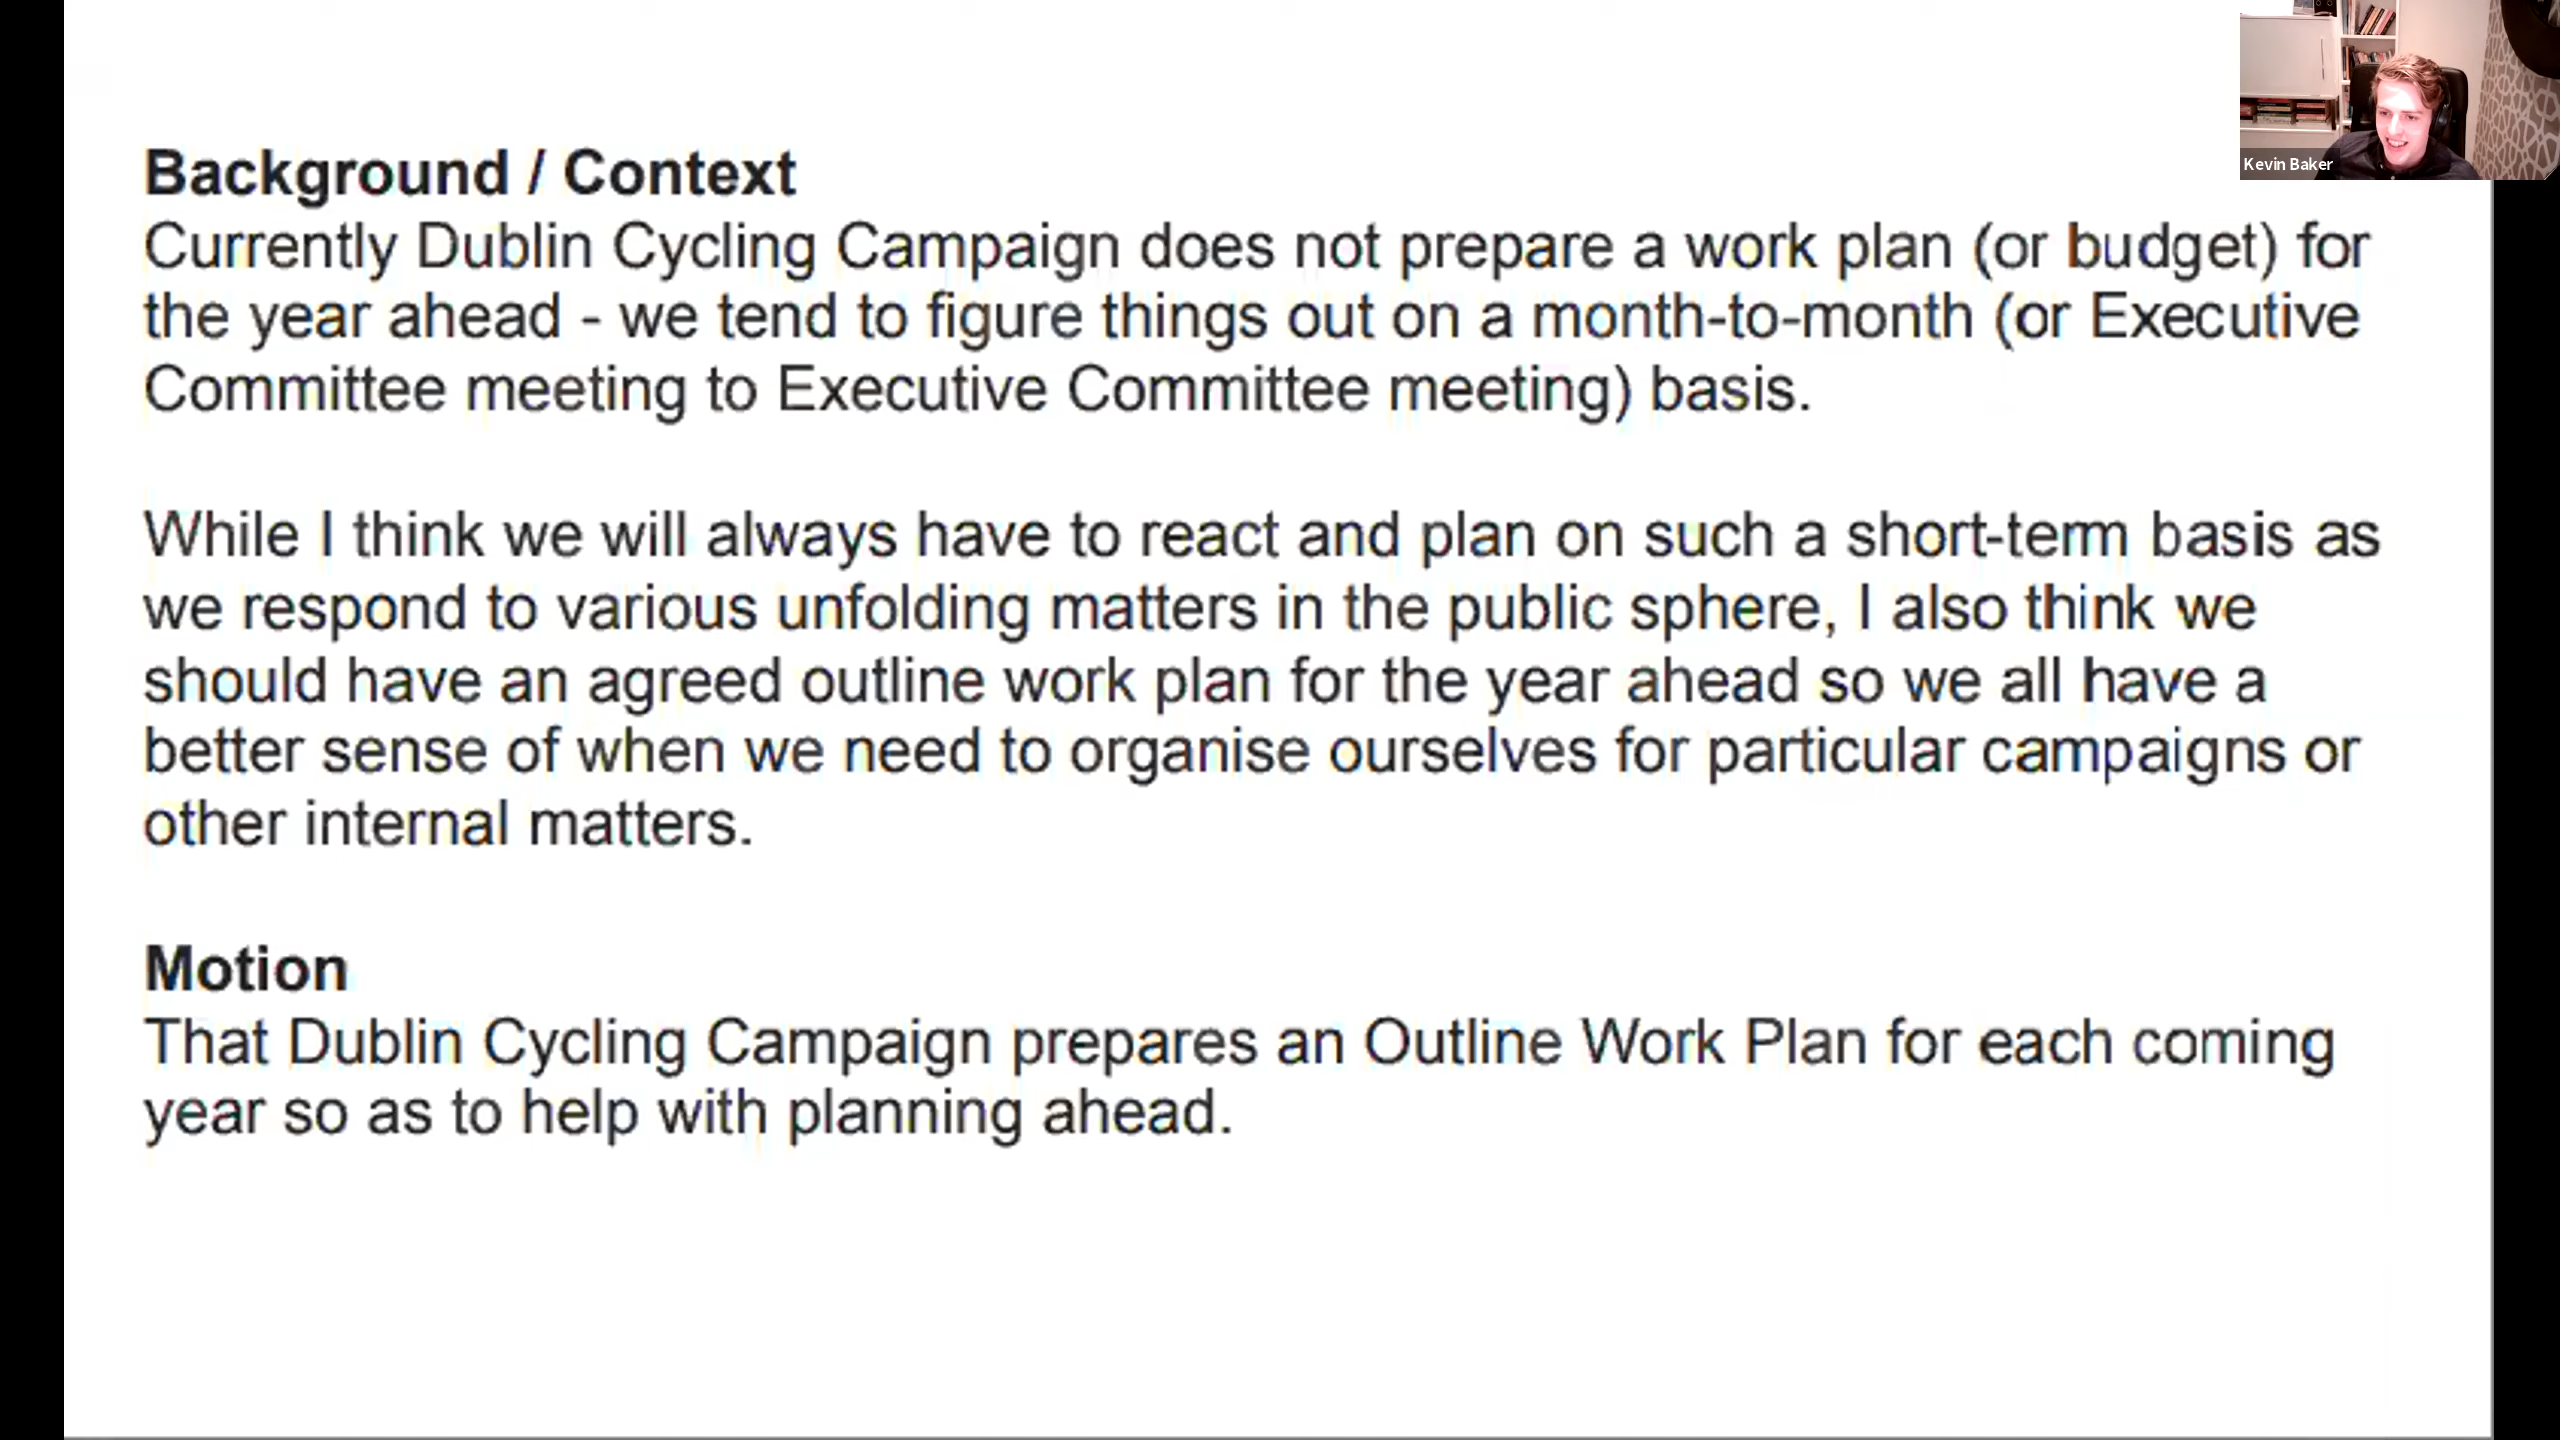 Kevin Baker
Background / Context
Currently Dublin Cycling Campaign does not prepare a work plan (or budget) for
the year ahead - we tend to figure things out on a month-to-month (or Executive
Committee meeting to Executive Committee meeting) basis.
While I think we will always have to react and plan on such a short-term basis as
we respond to various unfolding matters in the public sphere, I also think we
should have an agreed outline work plan for the year ahead so we all have a
better sense of when we need to organise ourselves for particular campaigns or
other internal matters.
Motion
That Dublin Cycling Campaign prepares an Outline Work Plan for each coming
year so as to help with planning ahead.